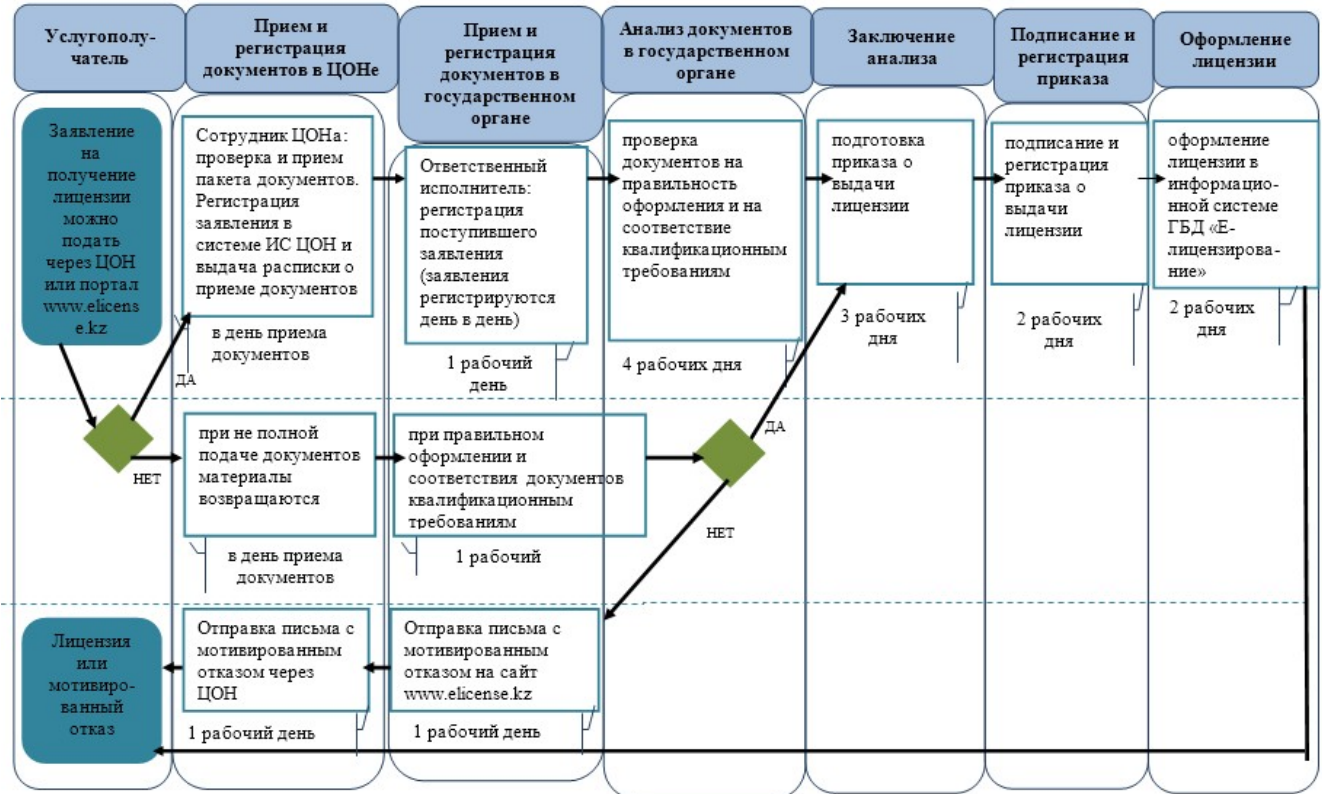 Услугополу-
чатель
Прием и
регистрация
документов в ЦОНе
Прием и
регистрация
документов в
государственном
органе
Анализ документов
в государственном
органе
Заключение
анализа
Подписание и
регистрация
приказа
Оформление
лицензии
Заявление
на
получение
лицензии
можно
подать
через ЦОН
или портал
www.elicens
e.kz
Сотрудник ЦОНа:
проверка и прием
пакета документов.
Регистрация
заявления в
системе ИС ЦОН и
выдача расписки о
приеме документов
Ответственный
исполнитель:
регистрация
поступившего
заявления
(заявления
регистрируются
день в день)
проверка
документов на
правильность
оформления и на
соответствие
квалификационным
требованиям
подготовка
приказа о
выдачи
лицензии
подписание и
регистрация
приказа о
выдачи
лицензии
оформление
лицензии в
информацио-
нной системе
ГБД «Е-
лицензирова-
ние»
в день приема
документов
1 рабочий
день
4 рабочих дня
3 рабочих
дня
2 рабочих
дня
2 рабочих
дня
ДА
НЕТ
при не полной
подаче документов
материалы
возвращаются
при правильном
оформлении и
соответствия документов
квалификационным
требованиям
ДА
НЕТ
в день приема
документов
1 рабочий
Лицензия
или
мотивиро-
ванный
отказ
Отправка письма с
мотивированным
отказом через
ЦОН
Отправка письма с
мотивированным
отказом на сайт
www.elicense.kz
1 рабочий день
1 рабочий день